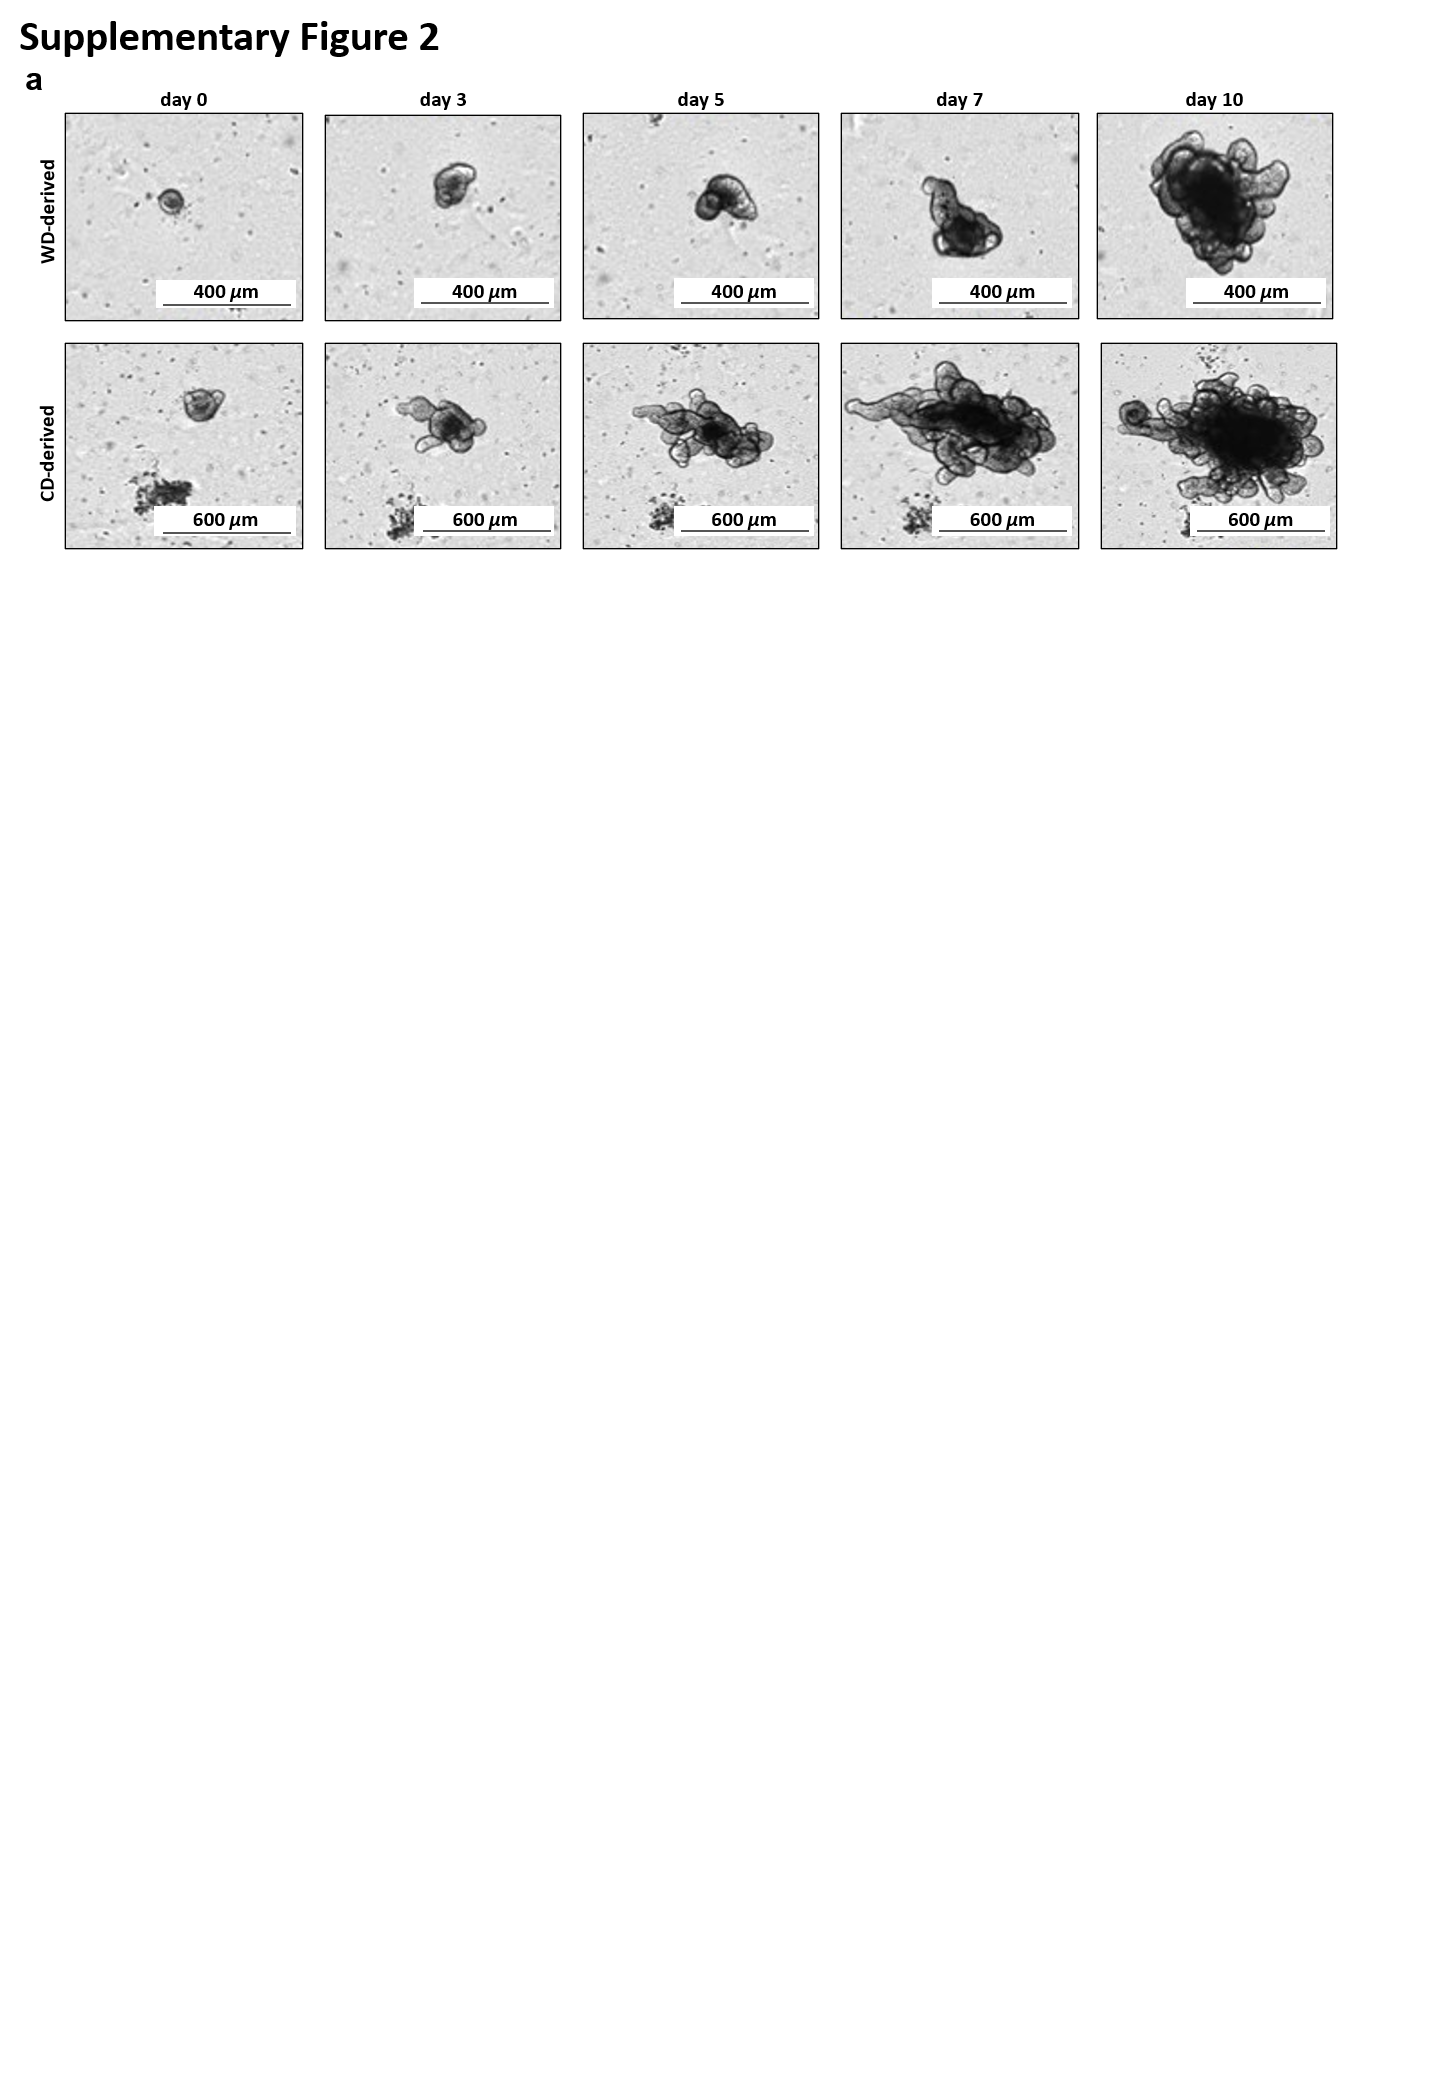 Supplementary Figure 2
a
day 0 day 3 day 5 day 7 day 10
WD-derived
400 µm 400 µm 400 µm 400 µm 400 µm
CD-derived
600 µm 600 µm 600 µm 600 µm 600 µm